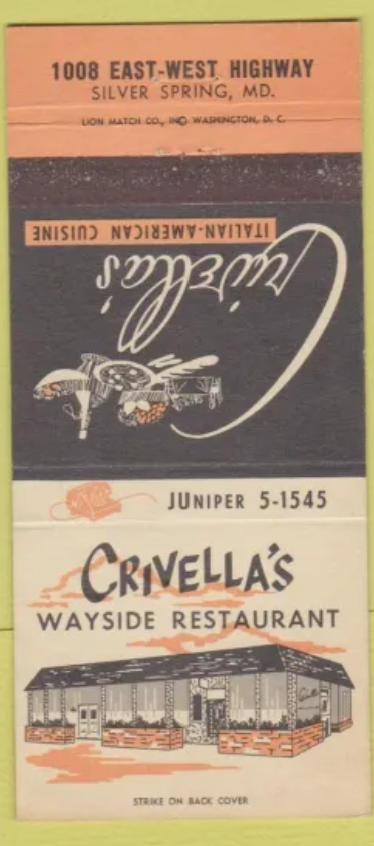 1008 EAST-WEST HIGHWAY
SILVER SPRING, MD.
LION MATCH CO., INC. WASHINGTON, D. C.
ITALIAN-AMERICAN CUISINE
Crivella's
JUNIPER 5-1545
CRIVELLA'S
WAYSIDE RESTAURANT
Crivella's
STRIKE ON BACK COVER